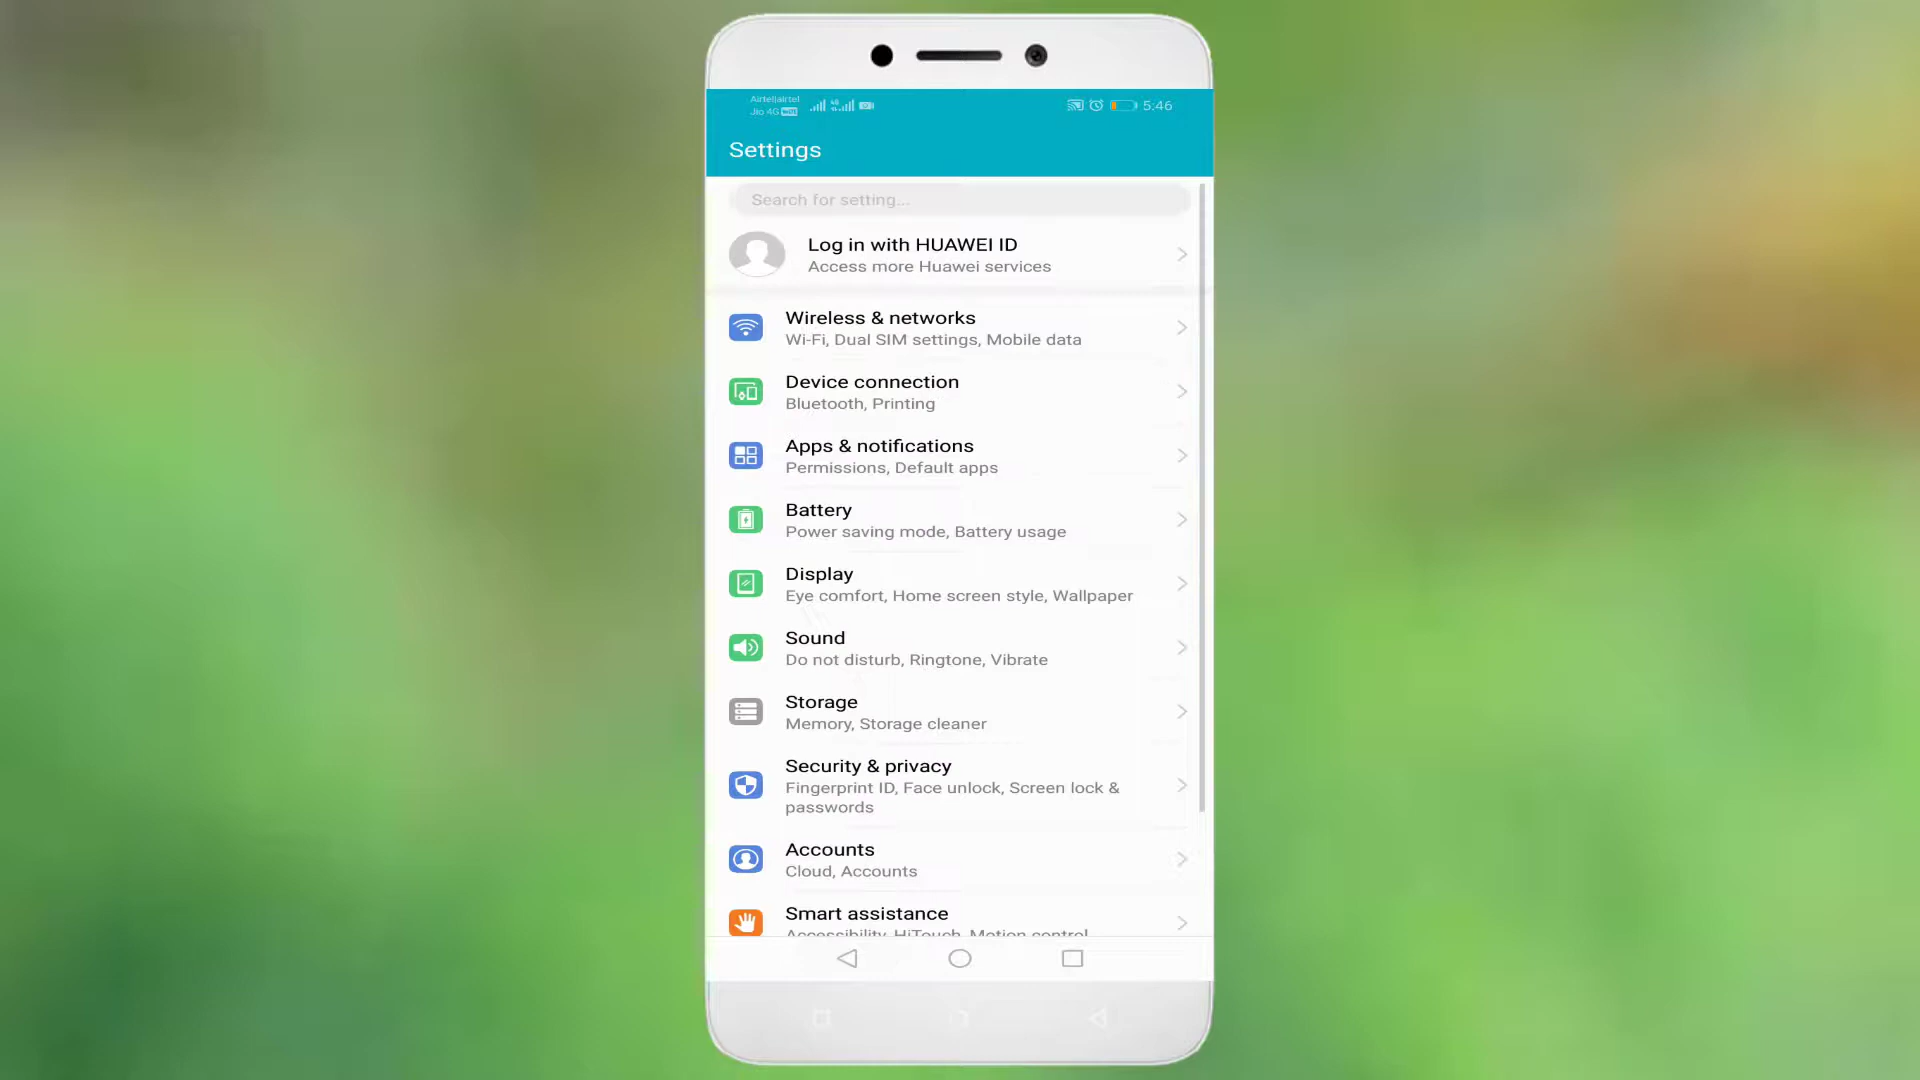 Airtel|airtel
Jio 4G VoLTE
5:46
Settings
Search for setting...
Log in with HUAWEI ID
Access more Huawei services
Wireless & networks
Wi-Fi, Dual SIM settings, Mobile data
Device connection
Bluetooth, Printing
Apps & notifications
Permissions, Default apps
Battery
Power saving mode, Battery usage
Display
Eye comfort, Home screen style, Wallpaper
Sound
Do not disturb, Ringtone, Vibrate
Storage
Memory, Storage cleaner
Security & privacy
Fingerprint ID, Face unlock, Screen lock &
passwords
Accounts
Cloud, Accounts
Smart assistance
Accessibility, HiTouch, Motion control